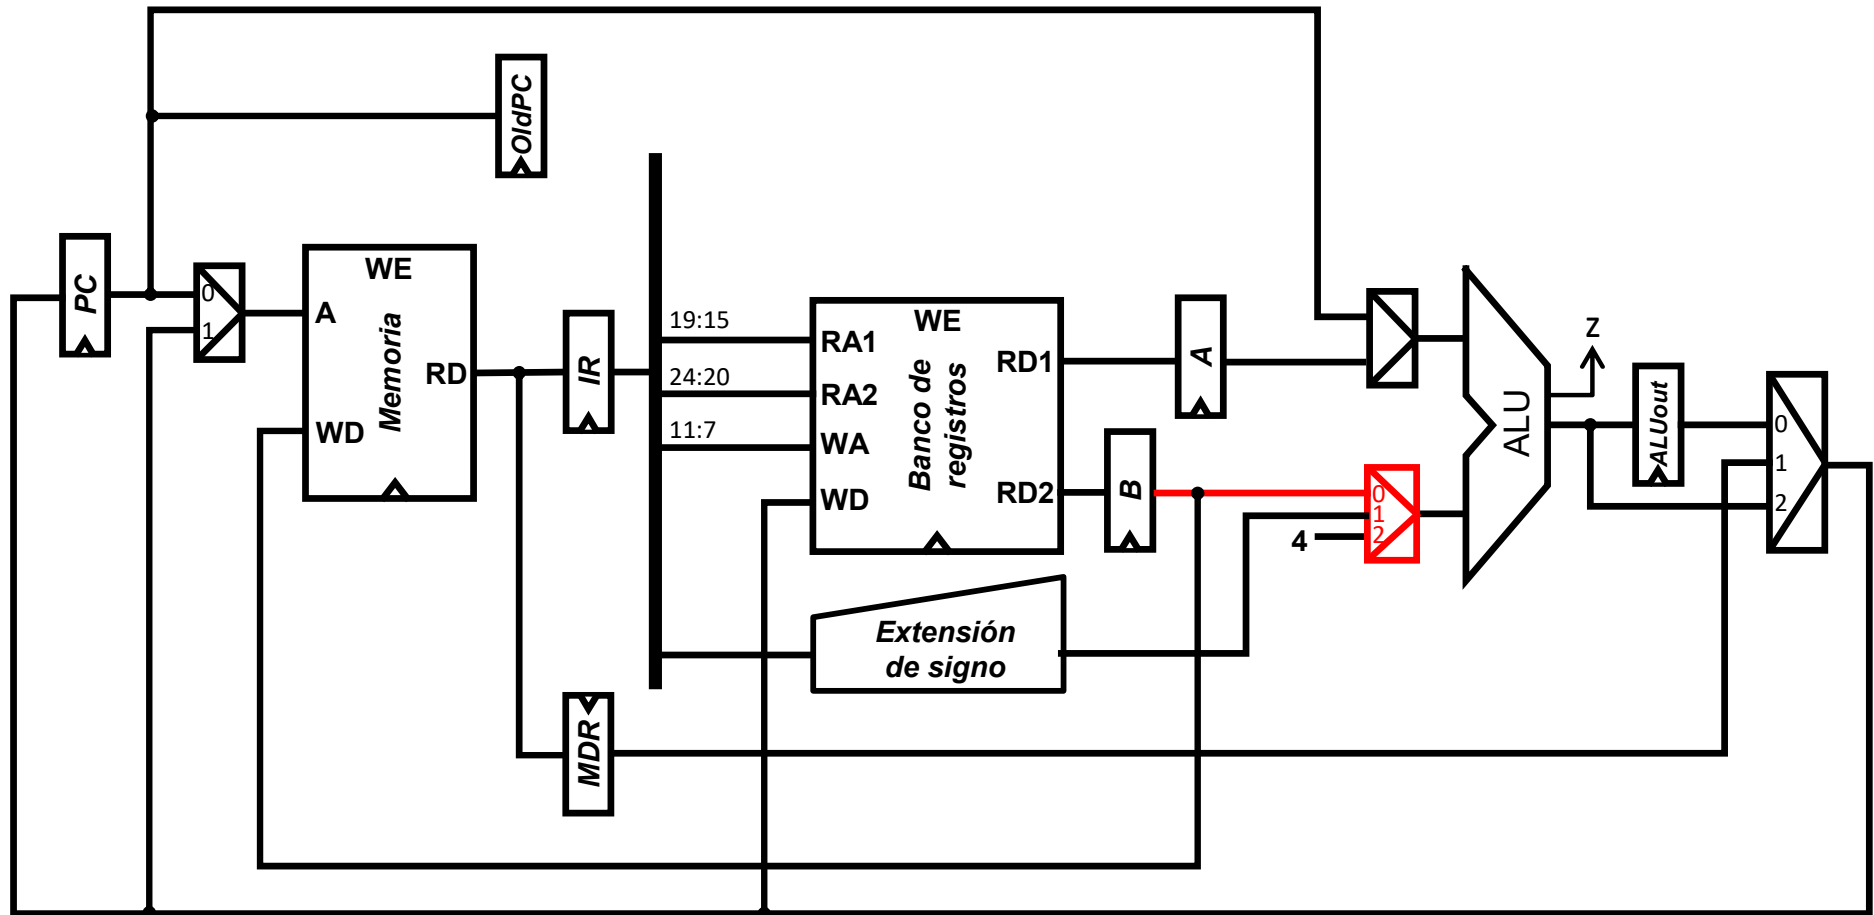 OldPC
PC
0
1
WE
A
Memoria
RD
WD
IR
19:15
24:20
11:7
WE
RA1
RA2
WA
WD
Banco de
registros
RD1
RD2
A
B
0
1
2
4
ALU
Z
ALUout
0
1
2
Extensión
de signo
MDR